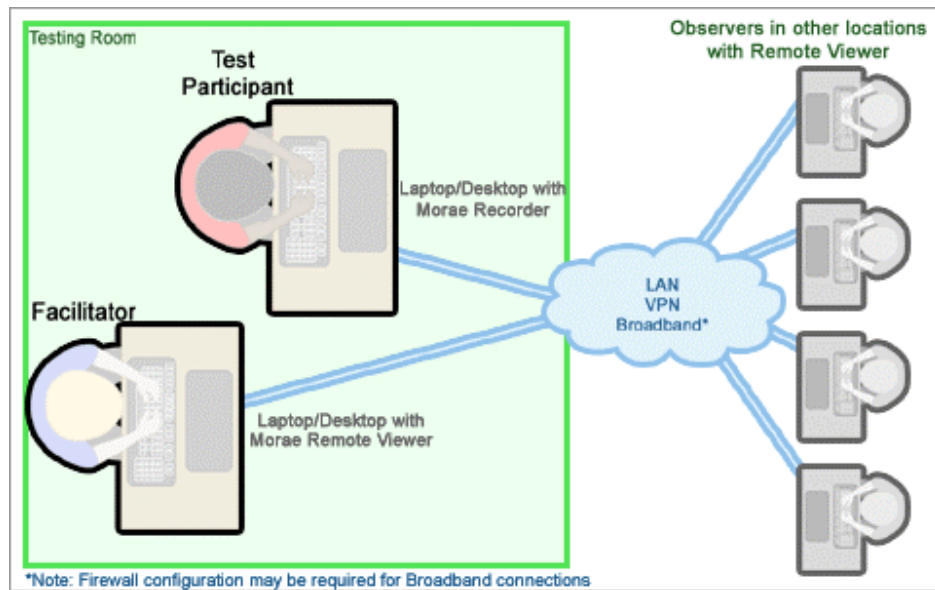 Testing Room
Test
Participant
Laptop/Desktop with
Morae Recorder
Facilitator
Laptop/Desktop with
Morae Remote Viewer
Observers in other locations
with Remote Viewer
LAN
VPN
Broadband*
*Note: Firewall configuration may be required for Broadband connections